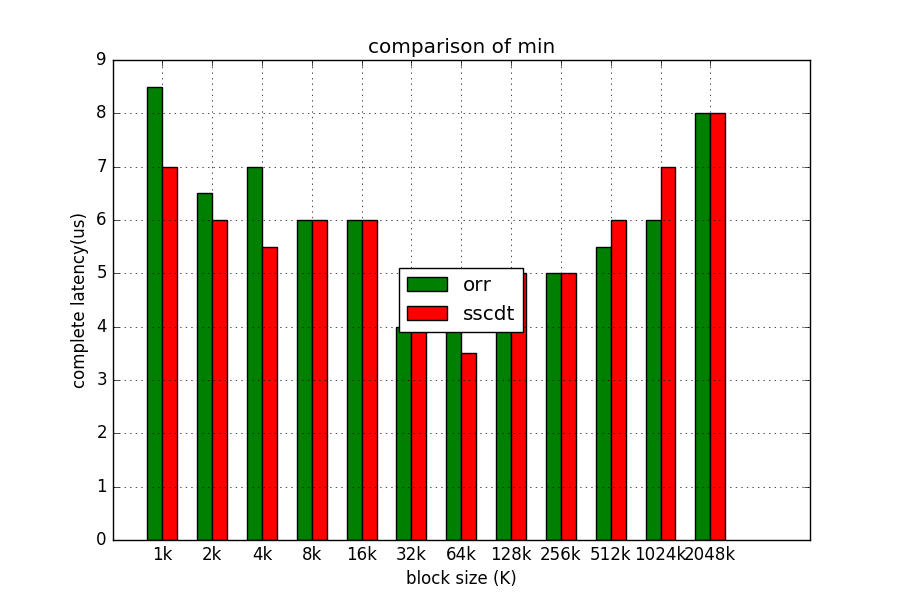 comparison of min
9
8
7
6
5
4
3
2
1
0
complete latency(us)
orr
sscdt
1k 2k 4k 8k 16k 32k 64k 128k 256k 512k 1024k 2048k
block size (K)